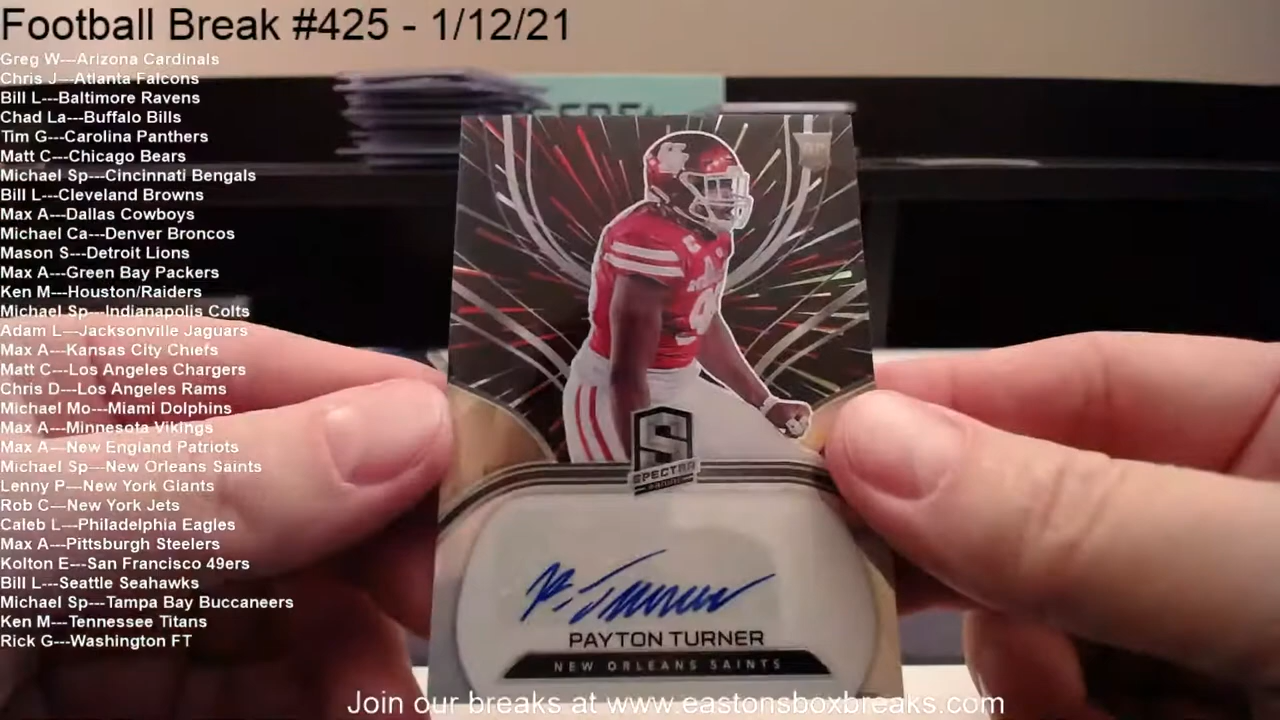 Football Break #425 - 1/12/21
Greg W---Arizona Cardinals
Chris J---Atlanta Falcons
Bill L---Baltimore Ravens
Chad La---Buffalo Bills
Tim G---Carolina Panthers
Matt C---Chicago Bears
Michael Sp---Cincinnati Bengals
Bill L---Cleveland Browns
Max A---Dallas Cowboys
Michael Ca---Denver Broncos
Mason S---Detroit Lions
Max A---Green Bay Packers
Ken M---Houston/Raiders
Michael Sp---Indianapolis Colts
Adam L---Jacksonville Jaguars
Max A---Kansas City Chiefs
Matt C---Los Angeles Chargers
Chris D---Los Angeles Rams
Michael Mo---Miami Dolphins
Max A---Minnesota Vikings
Max A---New England Patriots
Michael Sp---New Orleans Saints
Lenny P---New York Giants
Rob C---New York Jets
Caleb L---Philadelphia Eagles
Max A---Pittsburgh Steelers
Kolton E---San Francisco 49ers
Bill L---Seattle Seahawks
Michael Sp---Tampa Bay Buccaneers
Ken M---Tennessee Titans
Rick G---Washington FT
SPECTRA
PANINI
P. Turner
PAYTON TURNER
NEW ORLEANS SAINTS
Join our breaks at www.eastonsboxbreaks.com